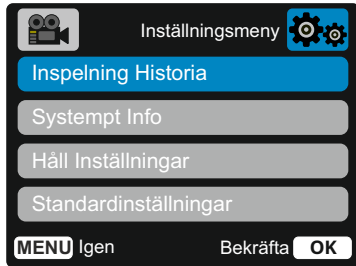 Inställningsmeny
Inspelning Historia
Systempt Info
Håll Inställningar
Standardinställningar
MENU Igen Bekräfta OK